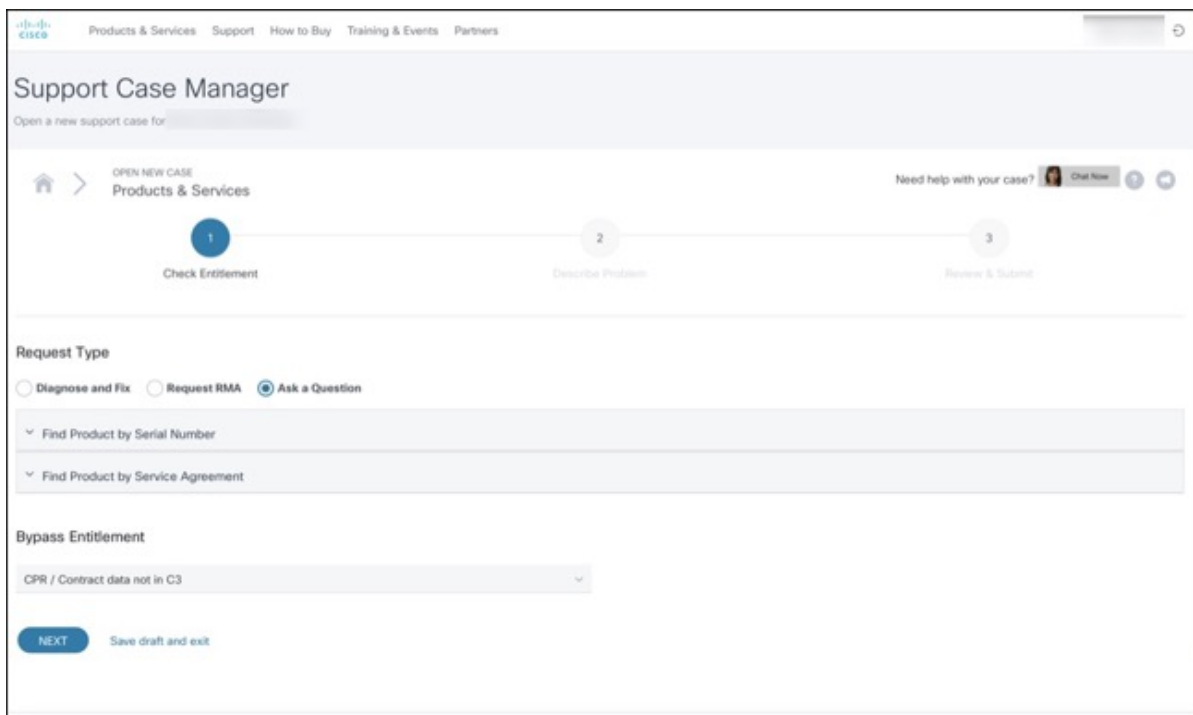 CISCO
Products & Services Support How to Buy Training & Events Partners
Support Case Manager
Open a new support case for
OPEN NEW CASE
Products & Services
Need help with your case? Chat Now ?
1 2 3
Check Entitlement Describe Problem Review & Submit
Request Type
Diagnose and Fix Request RMA Ask a Question
Find Product by Serial Number
Find Product by Service Agreement
Bypass Entitlement
CPR / Contract data not in C3
NEXT Save draft and exit